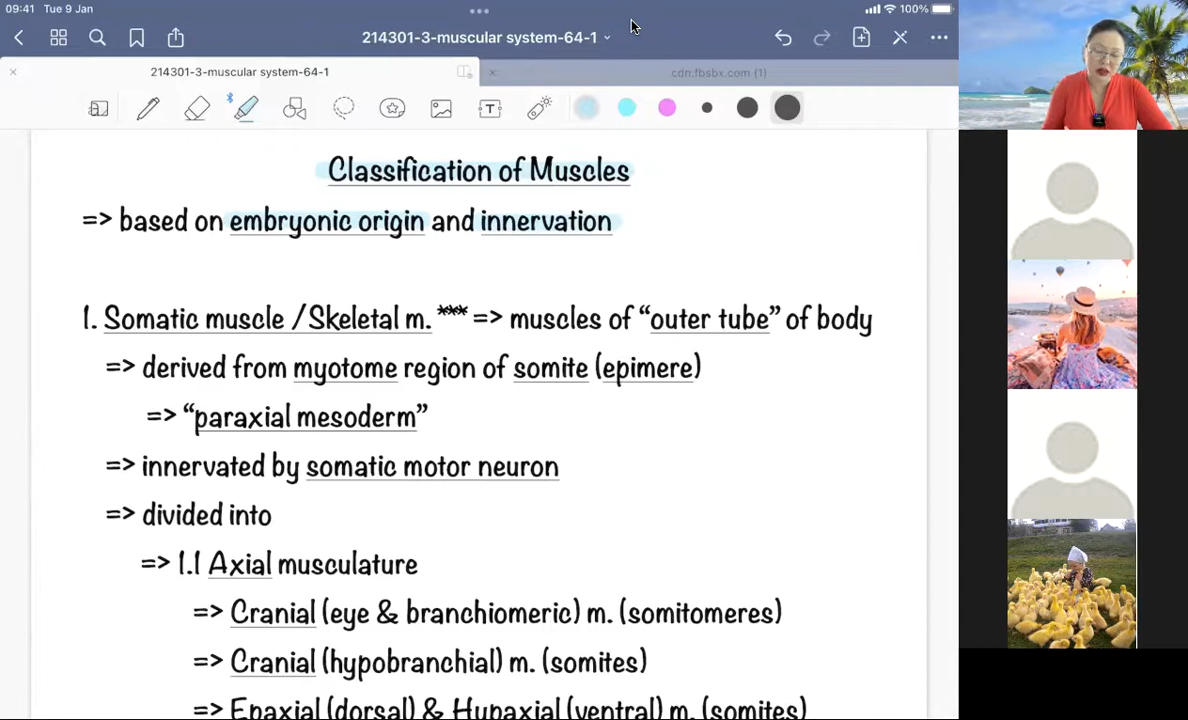 09:41 Tue 9 Jan
100%
214301-3-muscular system-64-1
214301-3-muscular system-64-1
cdn.fbsbx.com (1)
Classification of Muscles
=> based on embryonic origin and innervation
1. Somatic muscle /Skeletal m. *** => muscles of “outer tube” of body
=> derived from myotome region of somite (epimere)
=> “paraxial mesoderm”
=> innervated by somatic motor neuron
=> divided into
=> 1.1 Axial musculature
=> Cranial (eye & branchiomeric) m. (somitomeres)
=> Cranial (hypobranchial) m. (somites)
=> Epaxial (dorsal) & Hypaxial (ventral) m. (somites)